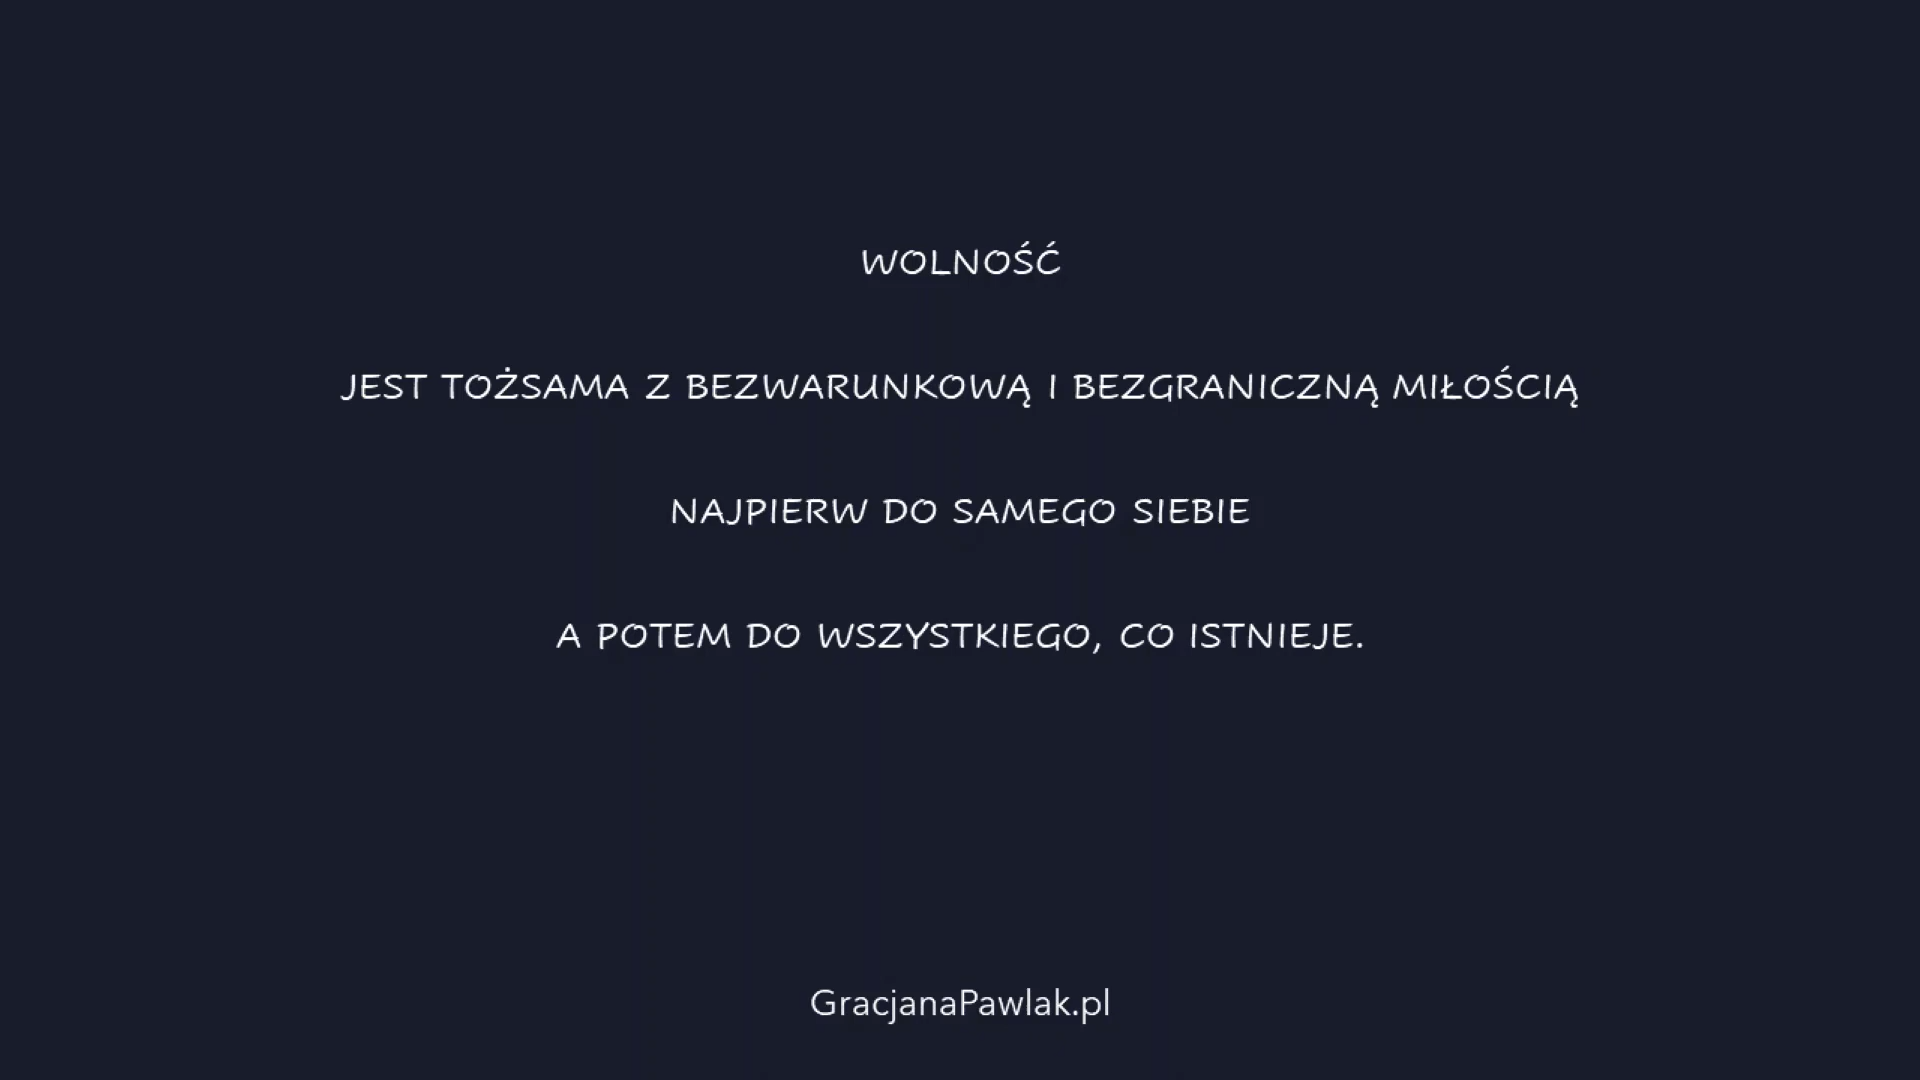 WOLNOŚĆ
JEST TOŻSAMA Z BEZWARUNKOWĄ I BEZGRANICZNĄ MIŁOŚCIĄ
NAJPIERW DO SAMEGO SIEBIE
A POTEM DO WSZYSTKIEGO, CO ISTNIEJE.
GracjanaPawlak.pl